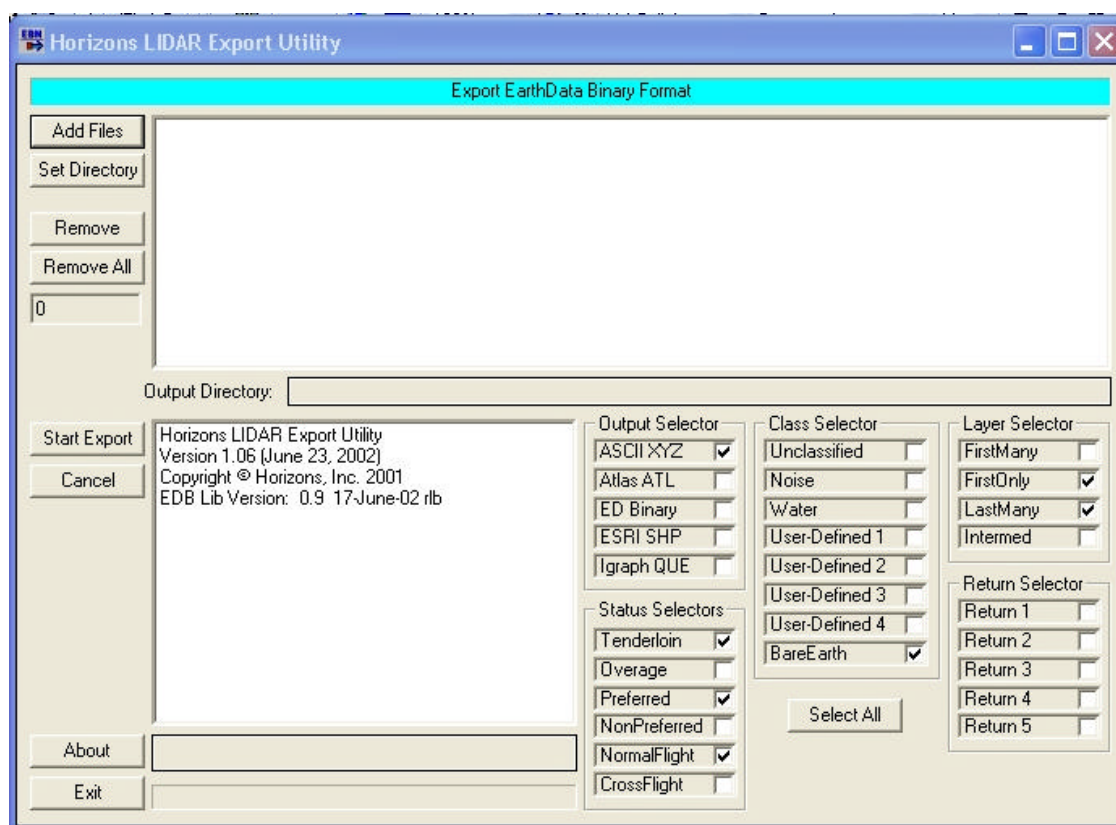 EBN
Horizons LIDAR Export Utility
Export EarthData Binary Format
Add Files
Set Directory
Remove
Remove All
0
Output Directory:
Start Export
Cancel
Horizons LIDAR Export Utility
Version 1.06 (June 23, 2002)
Copyright © Horizons, Inc. 2001
EDB Lib Version: 0.9 17-June-02 rlb
About
Exit
Output Selector
ASCII XYZ
Atlas ATL
ED Binary
ESRI SHP
Igraph QUE
Status Selectors
Tenderloin
Overage
Preferred
NonPreferred
NormalFlight
CrossFlight
Class Selector
Unclassified
Noise
Water
User-Defined 1
User-Defined 2
User-Defined 3
User-Defined 4
BareEarth
Select All
Layer Selector
FirstMany
FirstOnly
LastMany
Intermed
Return Selector
Return 1
Return 2
Return 3
Return 4
Return 5